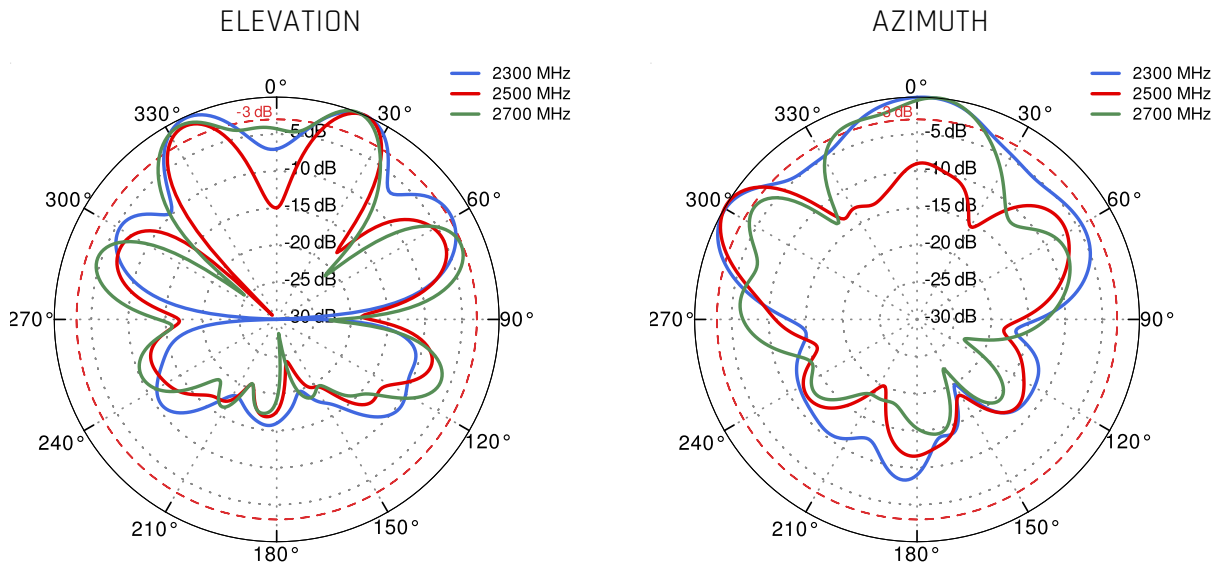 ELEVATION
2300 MHz
2500 MHz
2700 MHz
0°
30°
60°
90°
120°
150°
180°
210°
240°
270°
300°
330°
-3 dB
-5 dB
-10 dB
-15 dB
-20 dB
-25 dB
-30 dB
AZIMUTH
2300 MHz
2500 MHz
2700 MHz
0°
30°
60°
90°
120°
150°
180°
210°
240°
270°
300°
330°
-3 dB
-5 dB
-10 dB
-15 dB
-20 dB
-25 dB
-30 dB